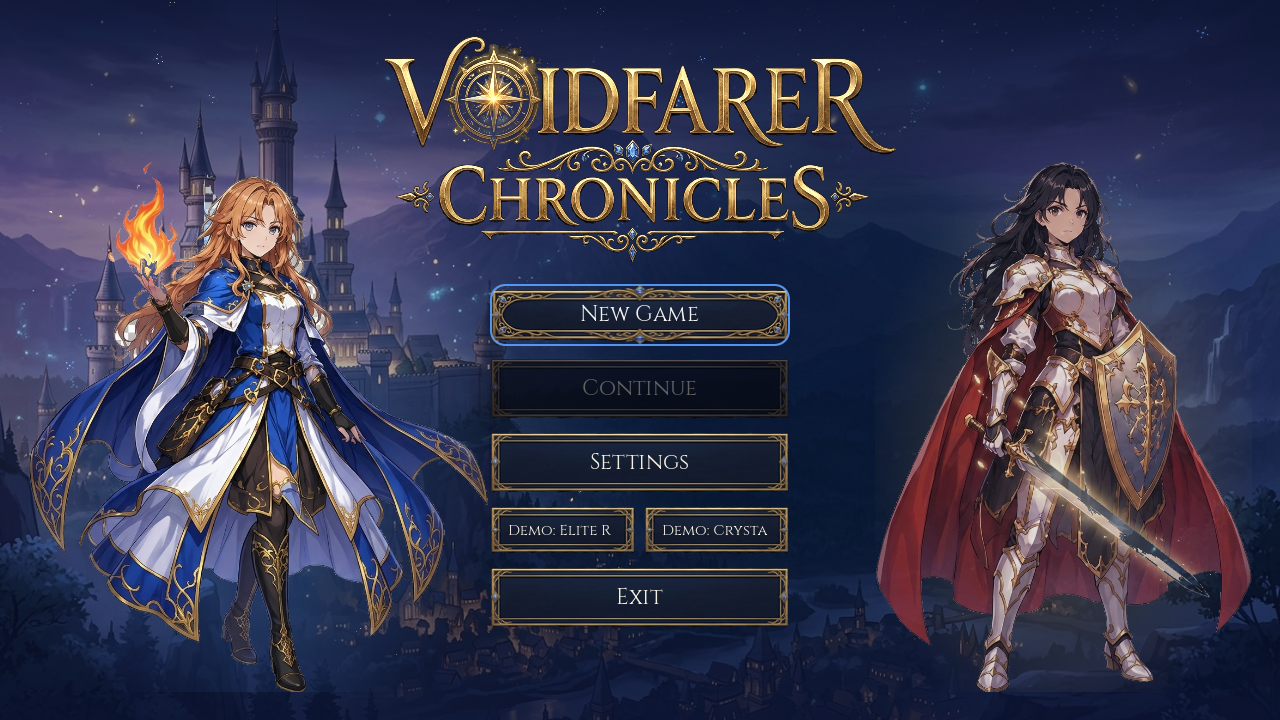 VOIDFARER
CHRONICLES
NEW GAME
CONTINUE
SETTINGS
DEMO: ELITE R
DEMO: CRYSTA
EXIT